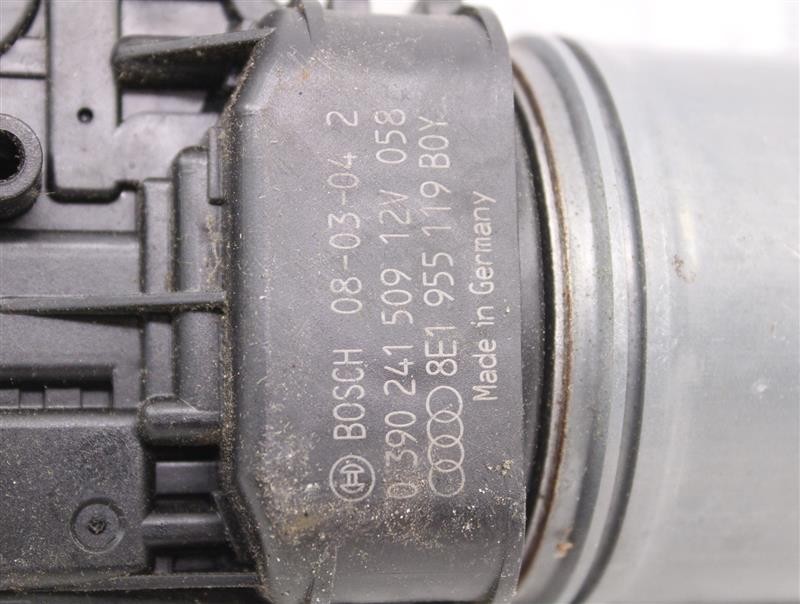 BOSCH 08-03-04 2
0 390 241 509 12V 058
8E1 955 119 B0Y
Made in Germany